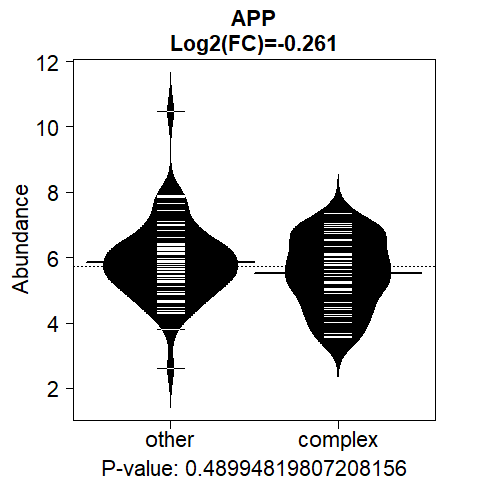 APP
Log2(FC)=-0.261
Abundance
12
10
8
6
4
2
other complex
P-value: 0.48994819807208156